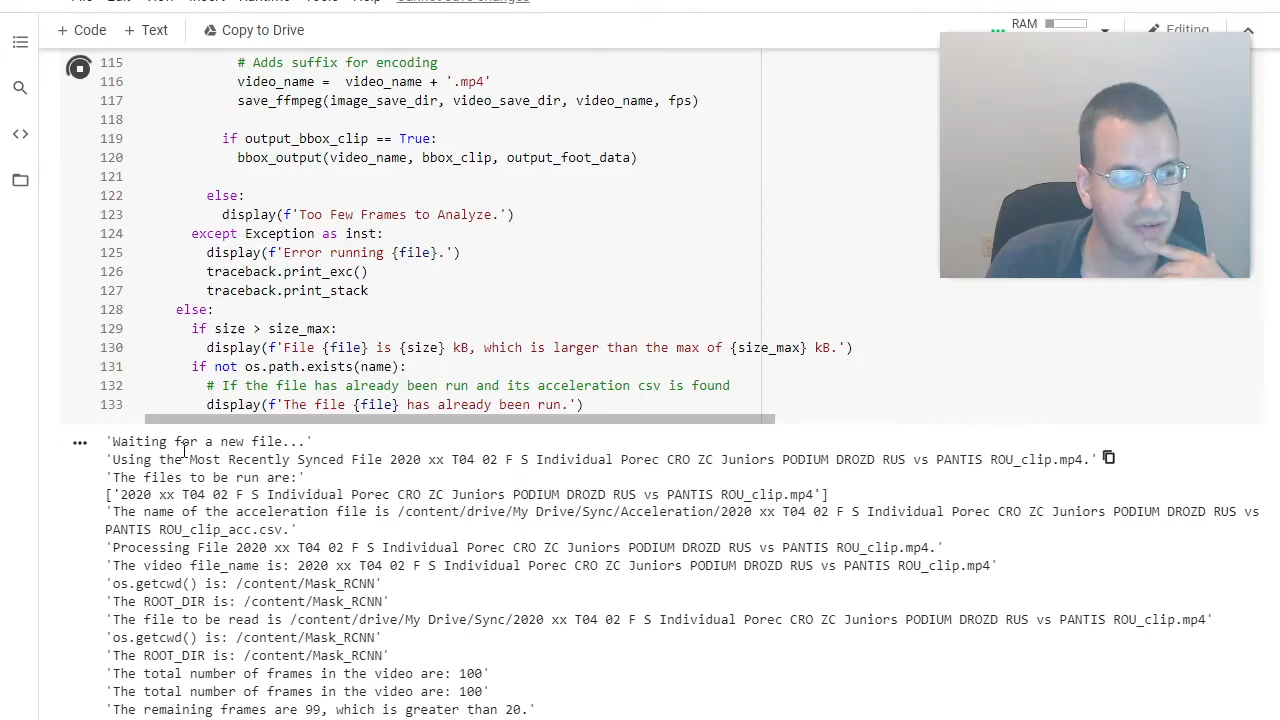 File Edit View Insert Runtime Tools Help Cannot save changes
+ Code + Text Copy to Drive RAM Editing
115 # Adds suffix for encoding
116 video_name =  video_name + '.mp4'
117 save_ffmpeg(image_save_dir, video_save_dir, video_name, fps)
118
119 if output_bbox_clip == True:
120 bbox_output(video_name, bbox_clip, output_foot_data)
121
122 else:
123 display(f'Too Few Frames to Analyze.')
124 except Exception as inst:
125 display(f'Error running {file}.')
126 traceback.print_exc()
127 traceback.print_stack
128 else:
129 if size > size_max:
130 display(f'File {file} is {size} kB, which is larger than the max of {size_max} kB.')
131 if not os.path.exists(name):
132 # If the file has already been run and its acceleration csv is found
133 display(f'The file {file} has already been run.')
'Waiting for a new file...'
'Using the Most Recently Synced File 2020 xx T04 02 F S Individual Porec CRO ZC Juniors PODIUM DROZD RUS vs PANTIS ROU_clip.mp4.'
'The files to be run are:'
['2020 xx T04 02 F S Individual Porec CRO ZC Juniors PODIUM DROZD RUS vs PANTIS ROU_clip.mp4']
'The name of the acceleration file is /content/drive/My Drive/Sync/Acceleration/2020 xx T04 02 F S Individual Porec CRO ZC Juniors PODIUM DROZD RUS vs
PANTIS ROU_clip_acc.csv.'
'Processing File 2020 xx T04 02 F S Individual Porec CRO ZC Juniors PODIUM DROZD RUS vs PANTIS ROU_clip.mp4.'
'The video file_name is: 2020 xx T04 02 F S Individual Porec CRO ZC Juniors PODIUM DROZD RUS vs PANTIS ROU_clip.mp4'
'os.getcwd() is: /content/Mask_RCNN'
'The ROOT_DIR is: /content/Mask_RCNN'
'The file to be read is /content/drive/My Drive/Sync/2020 xx T04 02 F S Individual Porec CRO ZC Juniors PODIUM DROZD RUS vs PANTIS ROU_clip.mp4'
'os.getcwd() is: /content/Mask_RCNN'
'The ROOT_DIR is: /content/Mask_RCNN'
'The total number of frames in the video are: 100'
'The total number of frames in the video are: 100'
'The remaining frames are 99, which is greater than 20.'